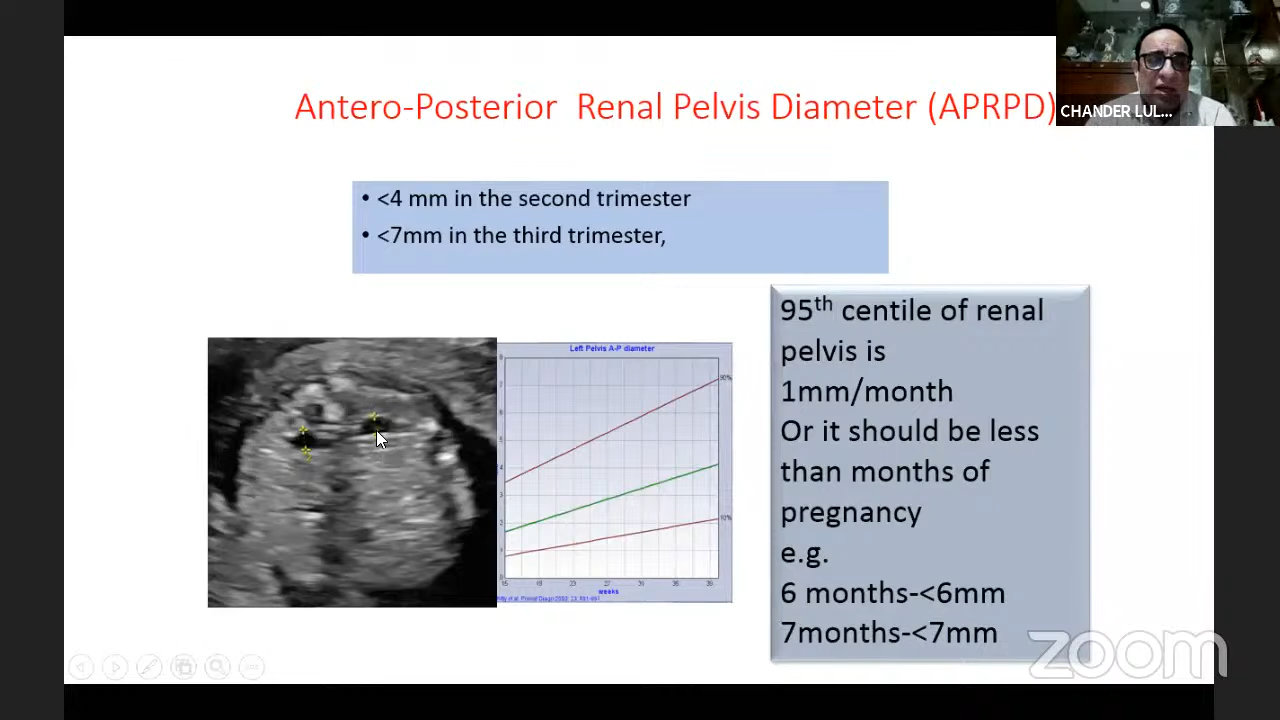 Antero-Posterior Renal Pelvis Diameter (APRPD)
CHANDER LUL...
• <4 mm in the second trimester
• <7mm in the third trimester,
95th centile of renal
pelvis is
1mm/month
Or it should be less
than months of
pregnancy
e.g.
6 months-<6mm
7months-<7mm
Left Pelvis A-P diameter
90%
10%
weeks
zoom